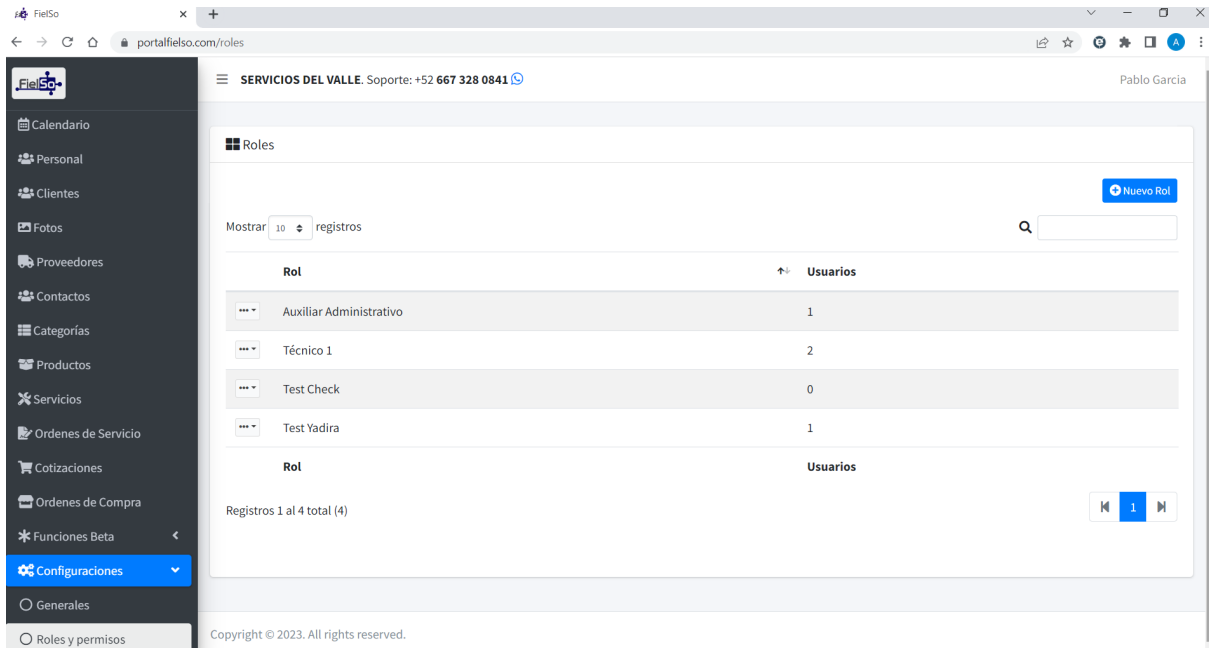 FielSo
portalfielso.com/roles
A
FielSo
SERVICIOS DEL VALLE. Soporte: +52 667 328 0841
Pablo Garcia
Calendario
Personal
Clientes
Fotos
Proveedores
Contactos
Categorías
Productos
Servicios
Ordenes de Servicio
Cotizaciones
Ordenes de Compra
Funciones Beta
Configuraciones
Generales
Roles y permisos
Roles
Nuevo Rol
Mostrar 10 registros
Rol Usuarios
Auxiliar Administrativo 1
Técnico 1 2
Test Check 0
Test Yadira 1
Rol Usuarios
Registros 1 al 4 total (4)
1
Copyright © 2023. All rights reserved.